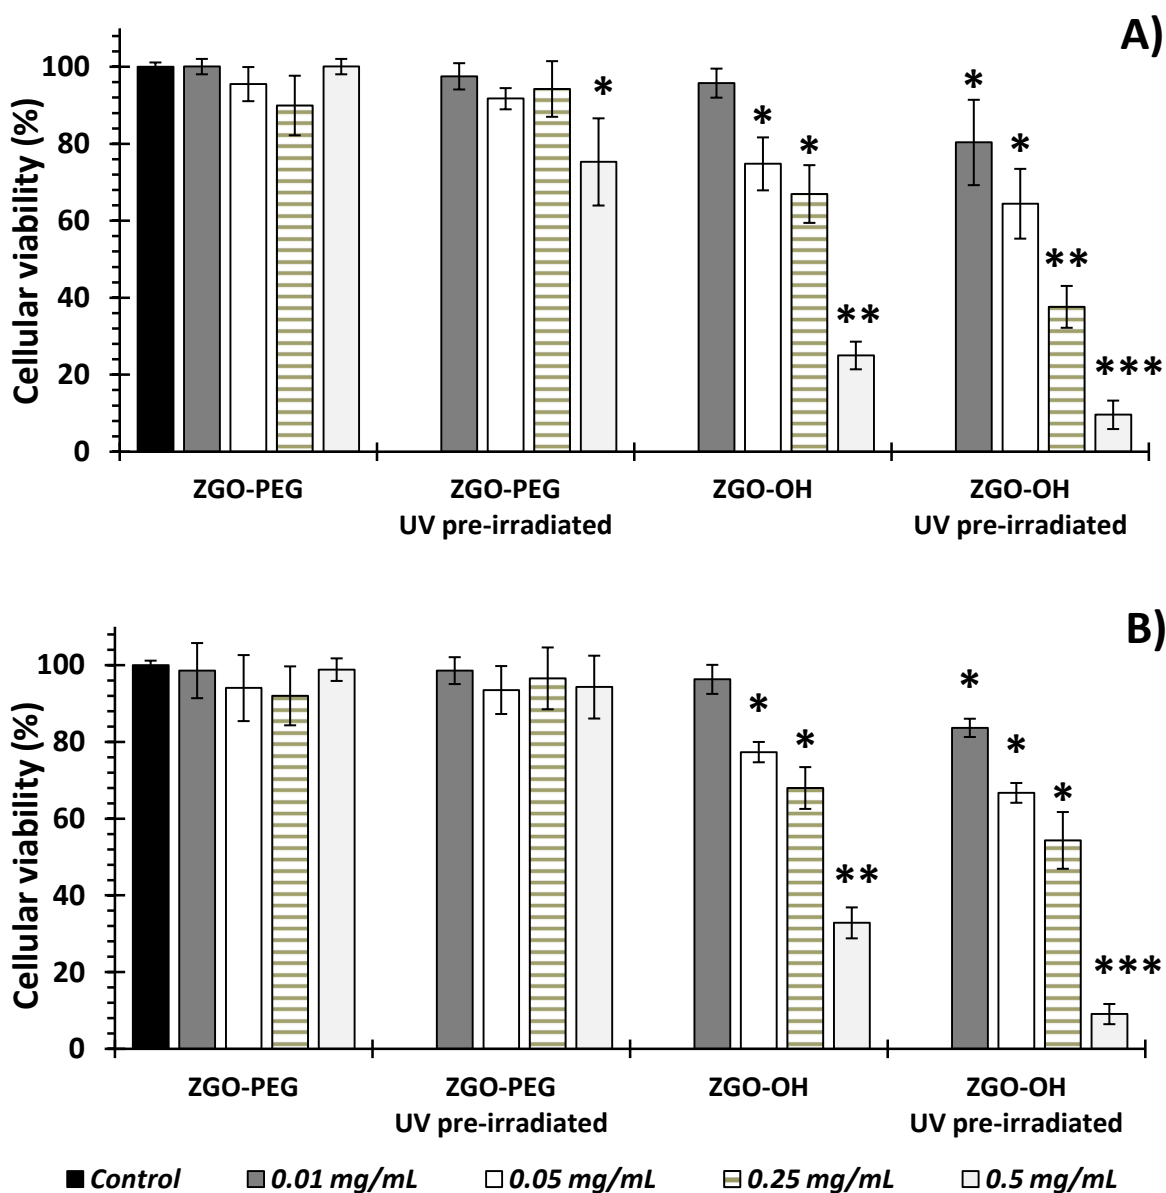 A)
Cellular viability (%)
100
80
60
40
20
0
*
*
*
**
*
*
**
***
ZGO-PEG
ZGO-PEG
UV pre-irradiated
ZGO-OH
ZGO-OH
UV pre-irradiated
B)
Cellular viability (%)
100
80
60
40
20
0
*
*
**
*
*
*
***
ZGO-PEG
ZGO-PEG
UV pre-irradiated
ZGO-OH
ZGO-OH
UV pre-irradiated
Control 0.01 mg/mL 0.05 mg/mL 0.25 mg/mL 0.5 mg/mL